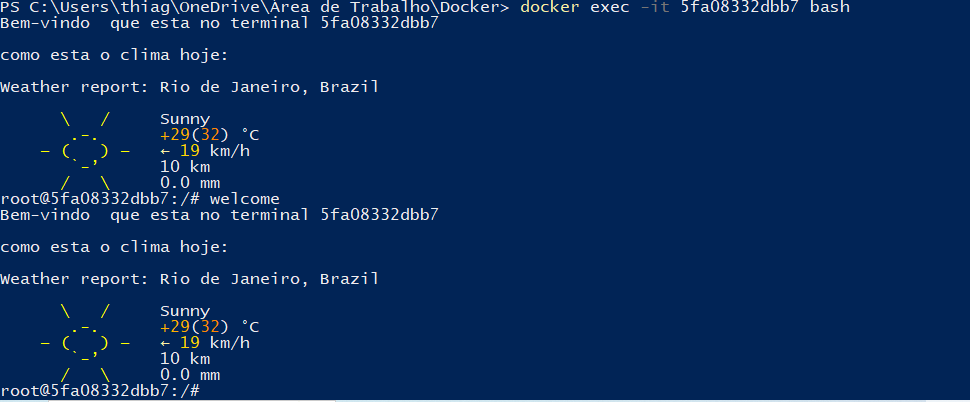 PS C:\Users\thiag\OneDrive\Área de Trabalho\Docker> docker exec -it 5fa08332dbb7 bash
Bem-vindo  que esta no terminal 5fa08332dbb7
como esta o clima hoje:
Weather report: Rio de Janeiro, Brazil
      \   /     Sunny
       .-.      +29(32) °C
    – (   ) –   ← 19 km/h
       `-’      10 km
      /   \     0.0 mm
root@5fa08332dbb7:/# welcome
Bem-vindo  que esta no terminal 5fa08332dbb7
como esta o clima hoje:
Weather report: Rio de Janeiro, Brazil
      \   /     Sunny
       .-.      +29(32) °C
    – (   ) –   ← 19 km/h
       `-’      10 km
      /   \     0.0 mm
root@5fa08332dbb7:/#